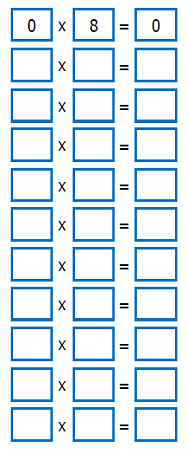 0 x 8 = 0
x =
x =
x =
x =
x =
x =
x =
x =
x =
x =